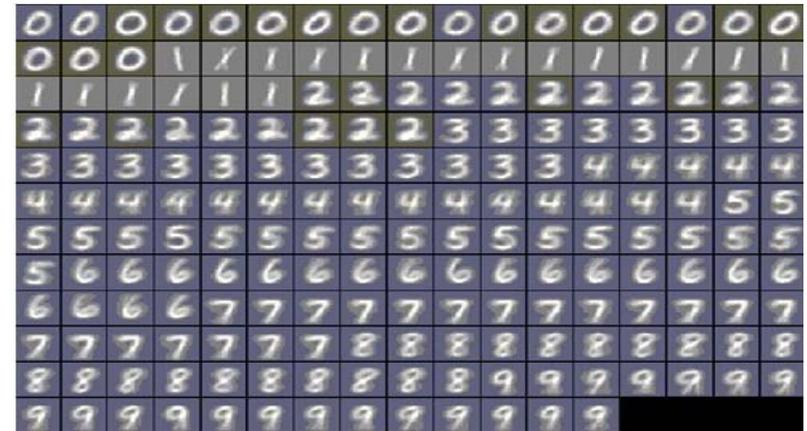 0 0 0 0 0 0 0 0 0 0 0 0 0 0 0 0 0
0 0 0 1 1 1 1 1 1 1 1 1 1 1 1 1 1
1 1 1 1 1 1 2 2 2 2 2 2 2 2 2 2 2
2 2 2 2 2 2 2 2 2 3 3 3 3 3 3 3 3
3 3 3 3 3 3 3 3 3 3 3 3 4 4 4 4 4
4 4 4 4 4 4 4 4 4 4 4 4 4 4 4 5 5
5 5 5 5 5 5 5 5 5 5 5 5 5 5 5 5 5
5 6 6 6 6 6 6 6 6 6 6 6 6 6 6 6 6
6 6 6 6 7 7 7 7 7 7 7 7 7 7 7 7 7
7 7 7 7 7 7 7 8 8 8 8 8 8 8 8 8 8
8 8 8 8 8 8 8 8 8 8 9 9 9 9 9 9 9
9 9 9 9 9 9 9 9 9 9 9 9 9